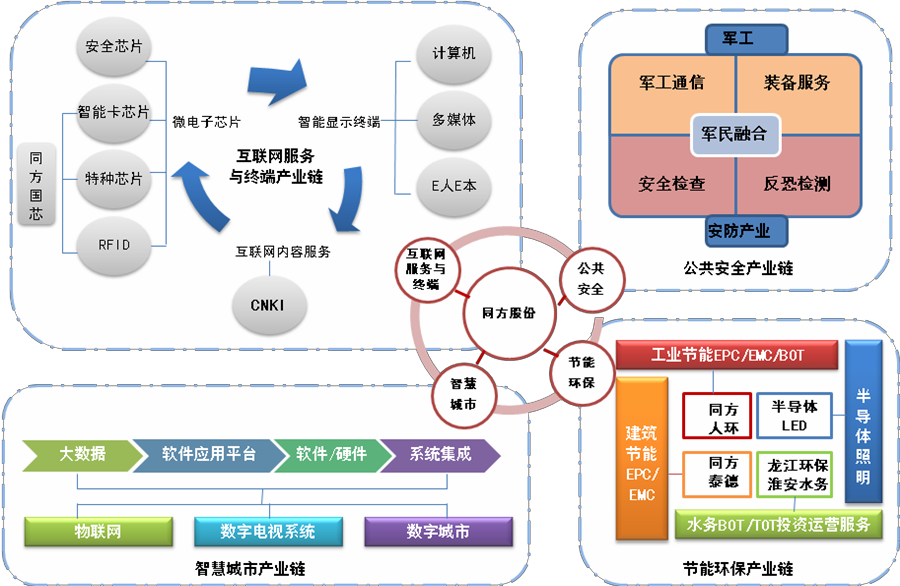 安全芯片
智能卡芯片
特种芯片
RFID
同
方
国
芯
微电子芯片
智能显示终端
计算机
多媒体
E人E本
互联网服务
与终端产业链
互联网内容服务
CNKI
军工
军工通信
装备服务
军民融合
安全检查
反恐检测
安防产业
公共安全产业链
互联网
服务与
终端
公共
安全
同方股份
智慧
城市
节能
环保
大数据
软件应用平台
软件/硬件
系统集成
物联网
数字电视系统
数字城市
智慧城市产业链
工业节能EPC/EMC/BOT
建筑
节能
EPC/
EMC
同方
人环
半导体
LED
同方
泰德
龙江环保
淮安水务
半
导
体
照
明
水务BOT/TOT投资运营服务
节能环保产业链